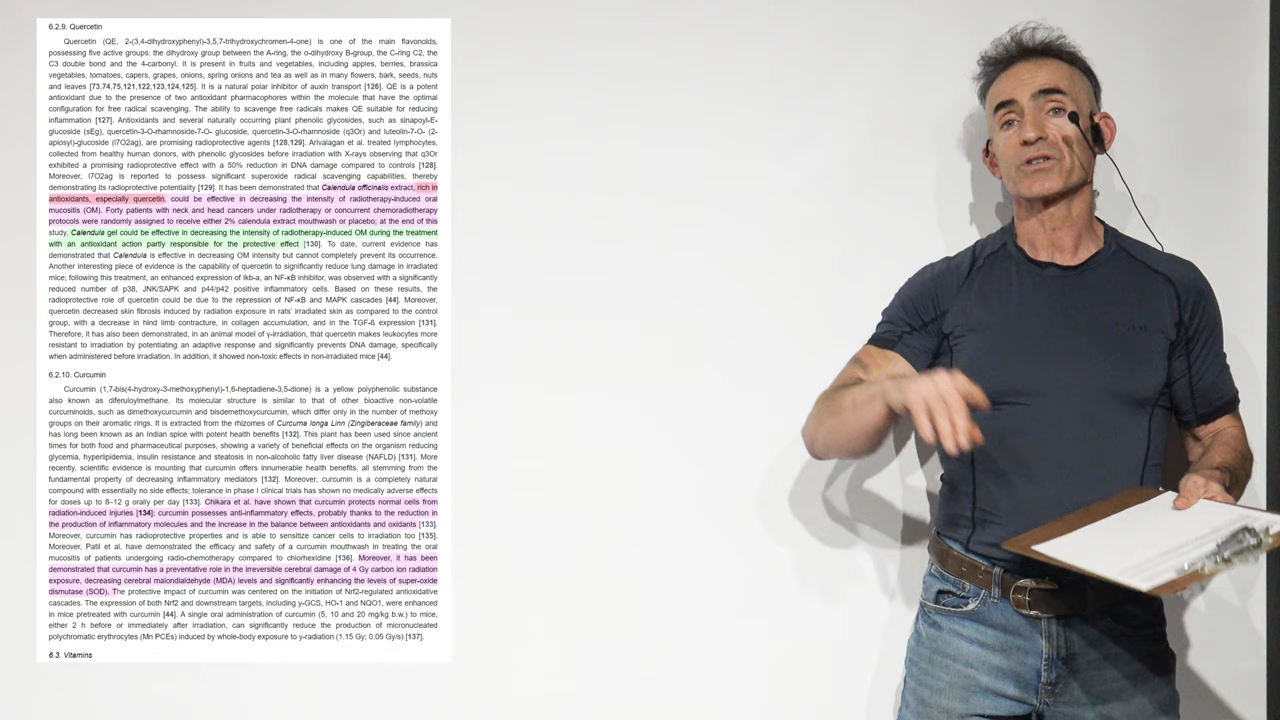 6.2.9. Quercetin
Quercetin (QE, 2-(3,4-dihydroxyphenyl)-3,5,7-trihydroxychromen-4-one) is one of the main flavonoids,
possessing five active groups: the dihydroxy group between the A-ring, the o-dihydroxy B-group, the C-ring C2, the
C3 double bond and the 4-carbonyl. It is present in fruits and vegetables, including apples, berries, brassica
vegetables, tomatoes, capers, grapes, onions, spring onions and tea as well as in many flowers, bark, seeds, nuts
and leaves [73,74,75,121,122,123,124,125]. It is a natural polar inhibitor of auxin transport [126]. QE is a potent
antioxidant due to the presence of two antioxidant pharmacophores within the molecule that have the optimal
configuration for free radical scavenging. The ability to scavenge free radicals makes QE suitable for reducing
inflammation [127]. Antioxidants and several naturally occurring plant phenolic glycosides, such as sinapoyl-E-
glucoside (sEg), quercetin-3-O-rhamnoside-7-O- glucoside, quercetin-3-O-rhamnoside (q3Or) and luteolin-7-O- (2-
apiosyl)-glucoside (l7O2ag), are promising radioprotective agents [128,129]. Arivalagan et al. treated lymphocytes,
collected from healthy human donors, with phenolic glycosides before irradiation with X-rays observing that q3Or
exhibited a promising radioprotective effect with a 50% reduction in DNA damage compared to controls [128].
Moreover, l7O2ag is reported to possess significant superoxide radical scavenging capabilities, thereby
demonstrating its radioprotective potentiality [129]. It has been demonstrated that Calendula officinalis extract, rich in
antioxidants, especially quercetin, could be effective in decreasing the intensity of radiotherapy-induced oral
mucositis (OM). Forty patients with neck and head cancers under radiotherapy or concurrent chemoradiotherapy
protocols were randomly assigned to receive either 2% calendula extract mouthwash or placebo; at the end of this
study. Calendula gel could be effective in decreasing the intensity of radiotherapy-induced OM during the treatment
with an antioxidant action partly responsible for the protective effect [130]. To date, current evidence has
demonstrated that Calendula is effective in decreasing OM intensity but cannot completely prevent its occurrence.
Another interesting piece of evidence is the capability of quercetin to significantly reduce lung damage in irradiated
mice; following this treatment, an enhanced expression of Ikb-a, an NF-κB inhibitor, was observed with a significantly
reduced number of p38, JNK/SAPK and p44/p42 positive inflammatory cells. Based on these results, the
radioprotective role of quercetin could be due to the repression of NF-κB and MAPK cascades [44]. Moreover,
quercetin decreased skin fibrosis induced by radiation exposure in rats' irradiated skin as compared to the control
group, with a decrease in hind limb contracture, in collagen accumulation, and in the TGF-ß expression [131].
Therefore, it has also been demonstrated, in an animal model of γ-irradiation, that quercetin makes leukocytes more
resistant to irradiation by potentiating an adaptive response and significantly prevents DNA damage, specifically
when administered before irradiation. In addition, it showed non-toxic effects in non-irradiated mice [44].
6.2.10. Curcumin
Curcumin (1,7-bis(4-hydroxy-3-methoxyphenyl)-1,6-heptadiene-3,5-dione) is a yellow polyphenolic substance
also known as diferuloylmethane. Its molecular structure is similar to that of other bioactive non-volatile
curcuminoids, such as dimethoxycurcumin and bisdemethoxycurcumin, which differ only in the number of methoxy
groups on their aromatic rings. It is extracted from the rhizomes of Curcuma longa Linn (Zingiberaceae family) and
has long been known as an Indian spice with potent health benefits [132]. This plant has been used since ancient
times for both food and pharmaceutical purposes, showing a variety of beneficial effects on the organism reducing
glycemia, hyperlipidemia, insulin resistance and steatosis in non-alcoholic fatty liver disease (NAFLD) [131]. More
recently, scientific evidence is mounting that curcumin offers innumerable health benefits, all stemming from the
fundamental property of decreasing inflammatory mediators [132]. Moreover, curcumin is a completely natural
compound with essentially no side effects; tolerance in phase I clinical trials has shown no medically adverse effects
for doses up to 8–12 g orally per day [133]. Chikara et al. have shown that curcumin protects normal cells from
radiation-induced injuries [134]; curcumin possesses anti-inflammatory effects, probably thanks to the reduction in
the production of inflammatory molecules and the increase in the balance between antioxidants and oxidants [133].
Moreover, curcumin has radioprotective properties and is able to sensitize cancer cells to irradiation too [135].
Moreover, Patil et al. have demonstrated the efficacy and safety of a curcumin mouthwash in treating the oral
mucositis of patients undergoing radio-chemotherapy compared to chlorhexidine [136]. Moreover, it has been
demonstrated that curcumin has a preventative role in the irreversible cerebral damage of 4 Gy carbon ion radiation
exposure, decreasing cerebral malondialdehyde (MDA) levels and significantly enhancing the levels of super-oxide
dismutase (SOD). The protective impact of curcumin was centered on the initiation of Nrf2-regulated antioxidative
cascades. The expression of both Nrf2 and downstream targets, including γ-GCS, HO-1 and NQO1, were enhanced
in mice pretreated with curcumin [44]. A single oral administration of curcumin (5, 10 and 20 mg/kg b.w.) to mice,
either 2 h before or immediately after irradiation, can significantly reduce the production of micronucleated
polychromatic erythrocytes (Mn PCEs) induced by whole-body exposure to γ-radiation (1.15 Gy; 0.05 Gy/s) [137].
6.3. Vitamins